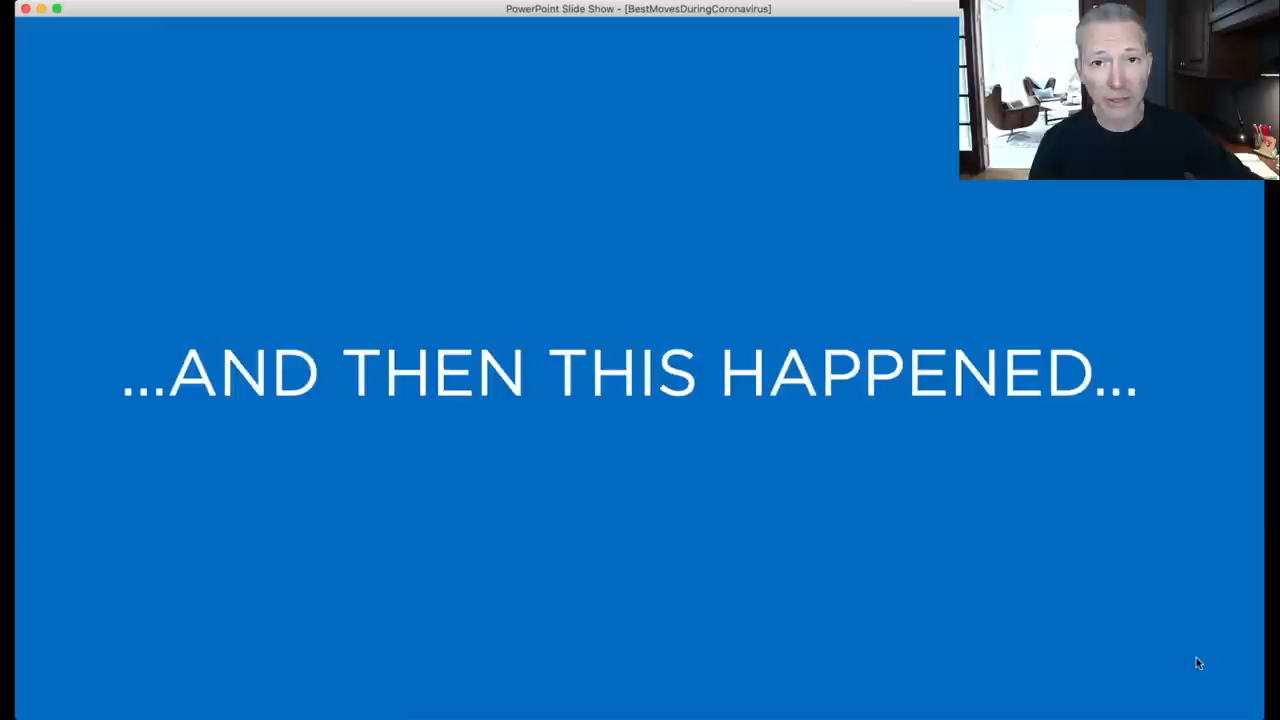 PowerPoint Slide Show - [BestMovesDuringCoronavirus]
...AND THEN THIS HAPPENED...